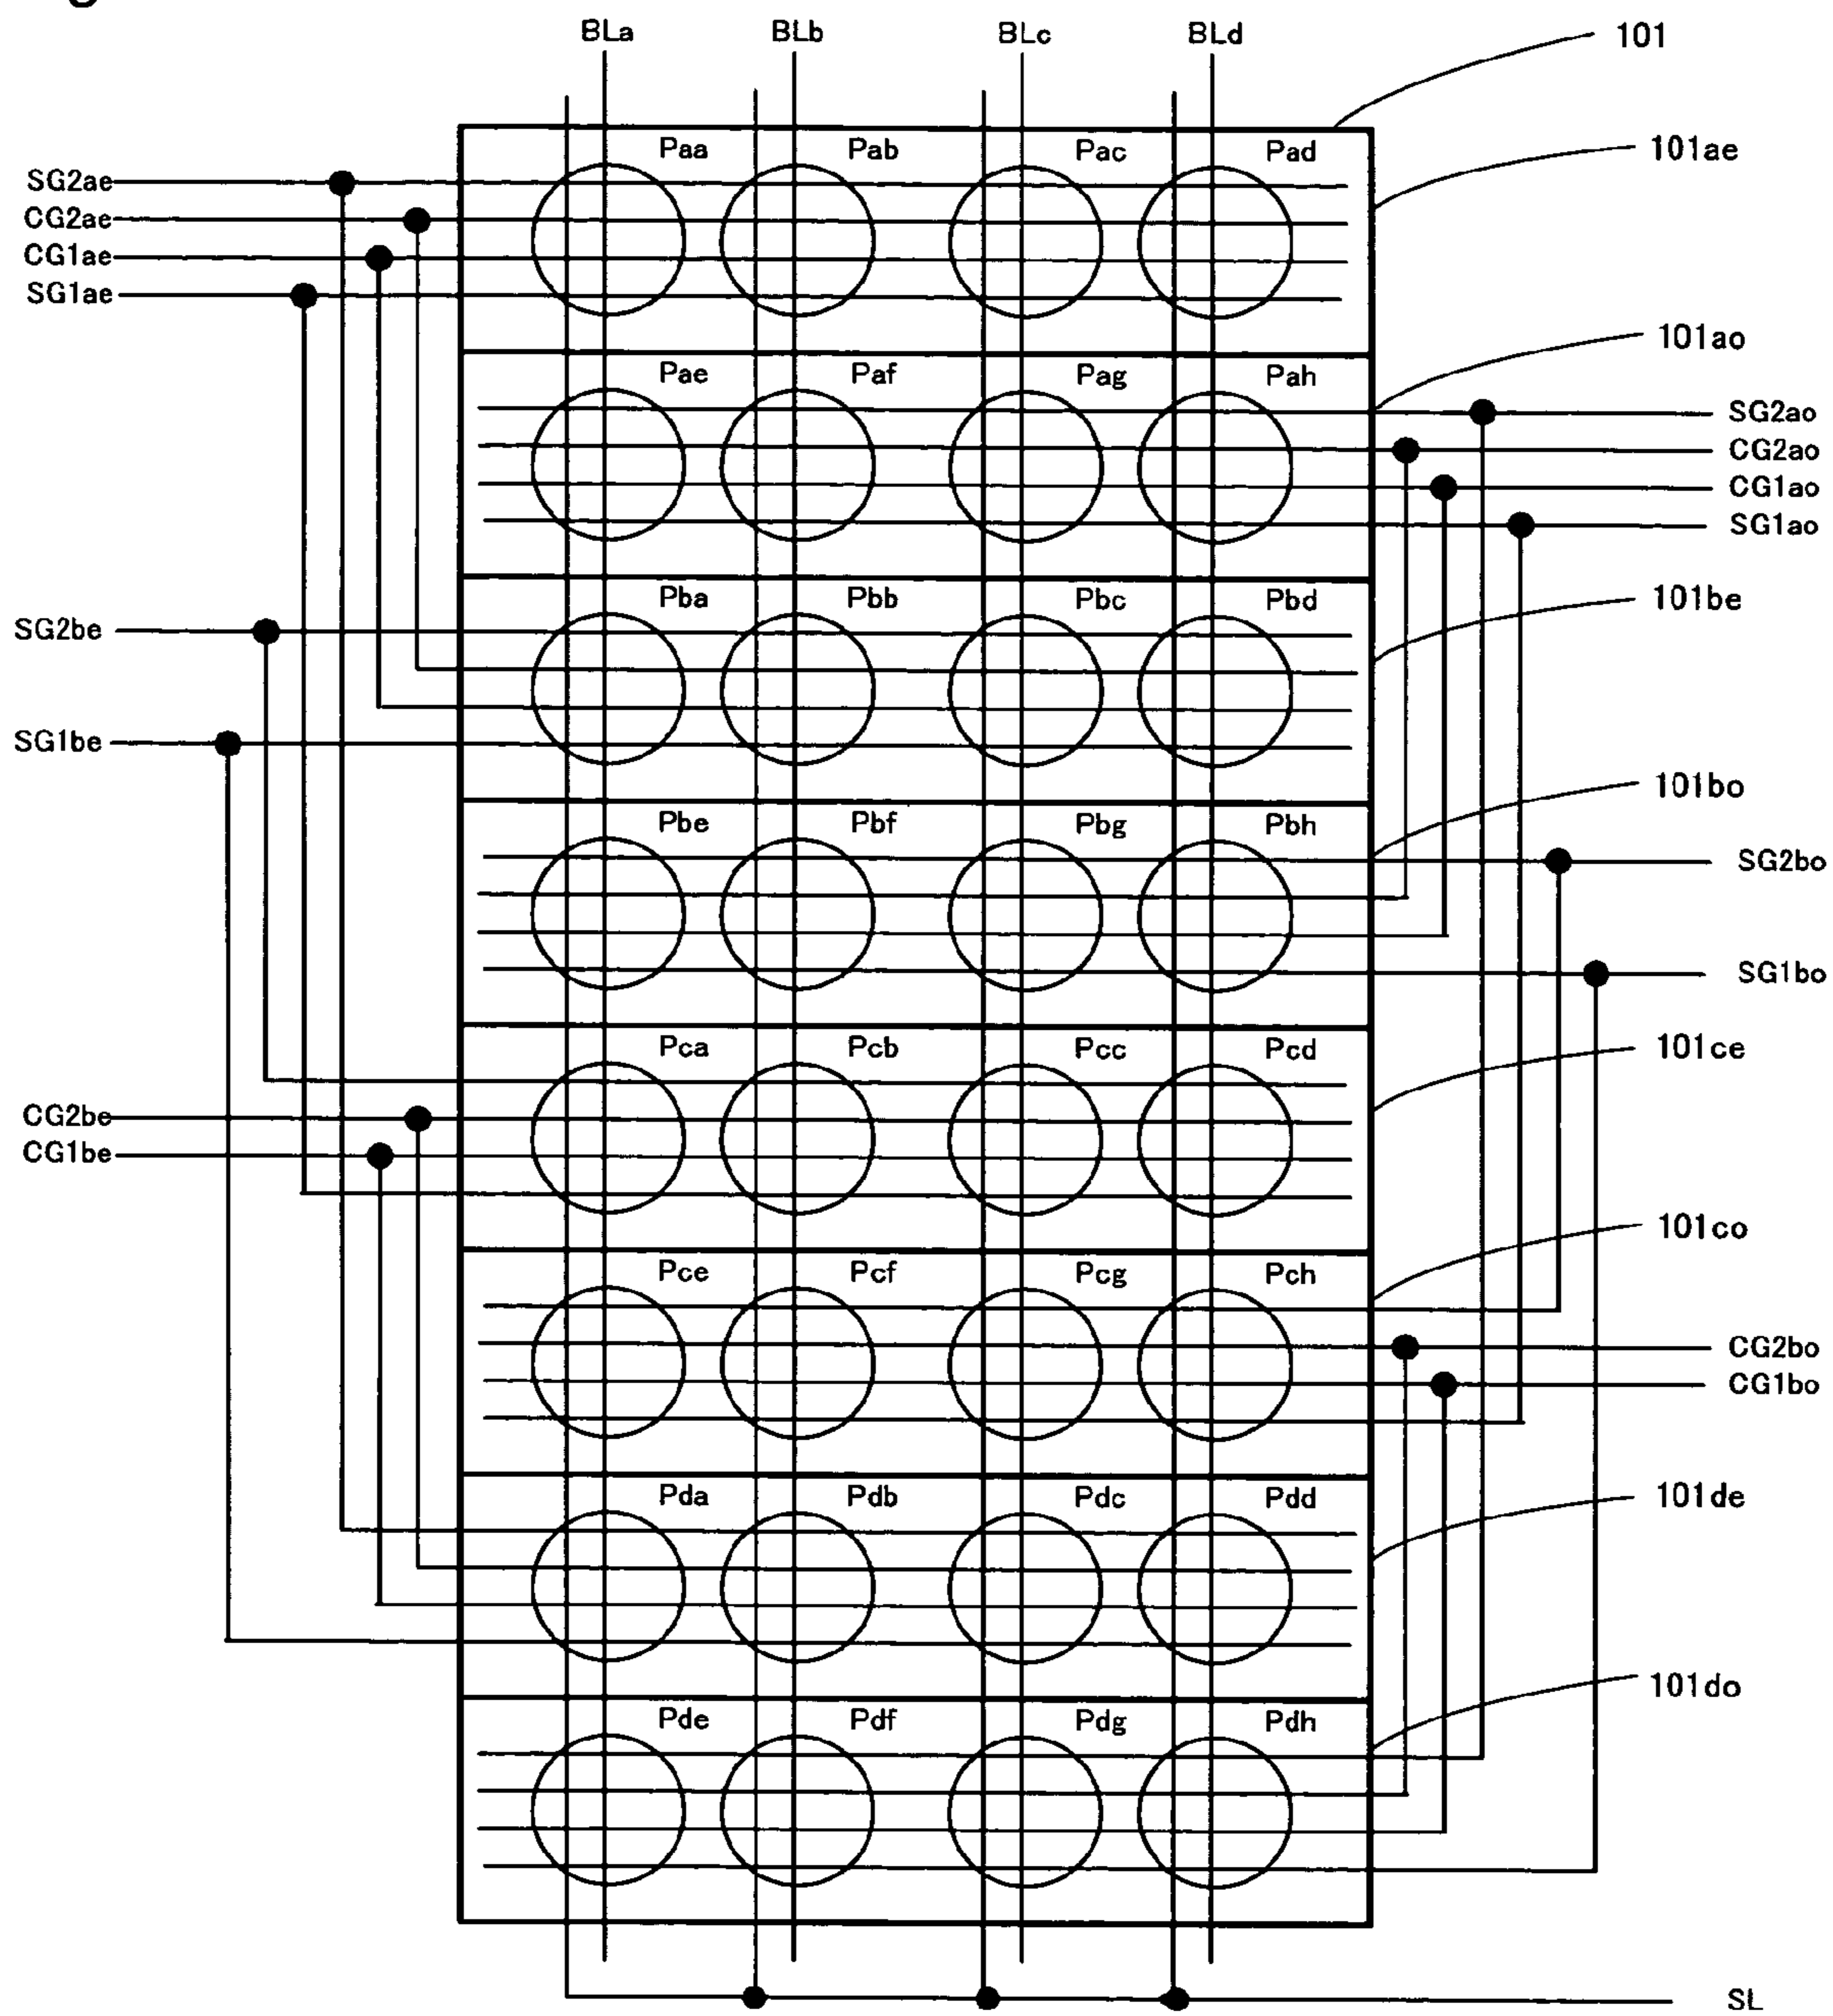 BLa BLb BLc BLd 101
Paa Pab Pac Pad 101ae
SG2ae
CG2ae
CG1ae
SG1ae
101ao
Pae Paf Pag Pah
SG2ao
CG2ao
CG1ao
SG1ao
Pba Pbb Pbc Pbd 101be
SG2be
SG1be
101bo
Pbe Pbf Pbg Pbh
SG2bo
SG1bo
Pca Pcb Pcc Pcd 101ce
CG2be
CG1be
101co
Pce Pcf Pcg Pch
CG2bo
CG1bo
Pda Pdb Pdc Pdd 101de
101do
Pde Pdf Pdg Pdh
SL